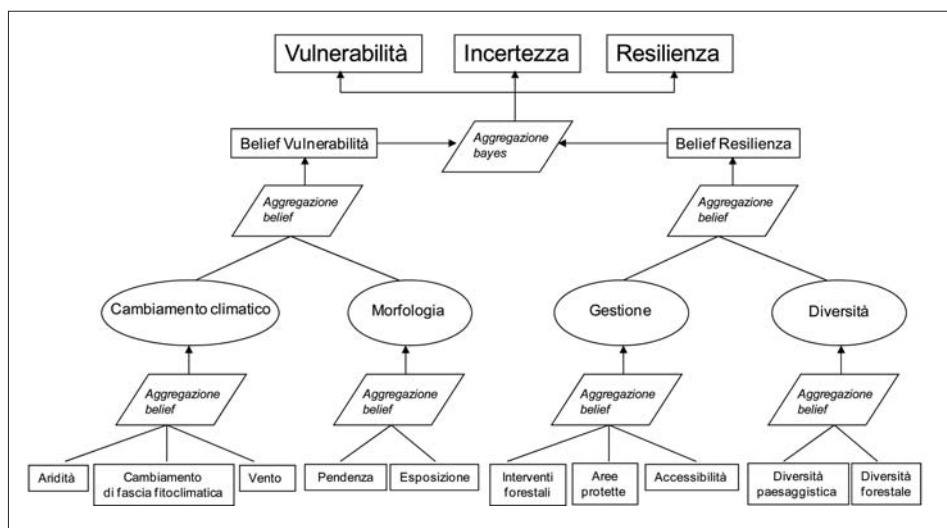 Vulnerabilità
Incertezza
Resilienza
Belief Vulnerabilità
Aggregazione
bayes
Belief Resilienza
Aggregazione
belief
Aggregazione
belief
Cambiamento climatico
Morfologia
Gestione
Diversità
Aggregazione
belief
Aggregazione
belief
Aggregazione
belief
Aggregazione
belief
Aridità
Cambiamento
di fascia fitoclimatica
Vento
Pendenza
Esposizione
Interventi
forestali
Aree
protette
Accessibilità
Diversità
paesaggistica
Diversità
forestale